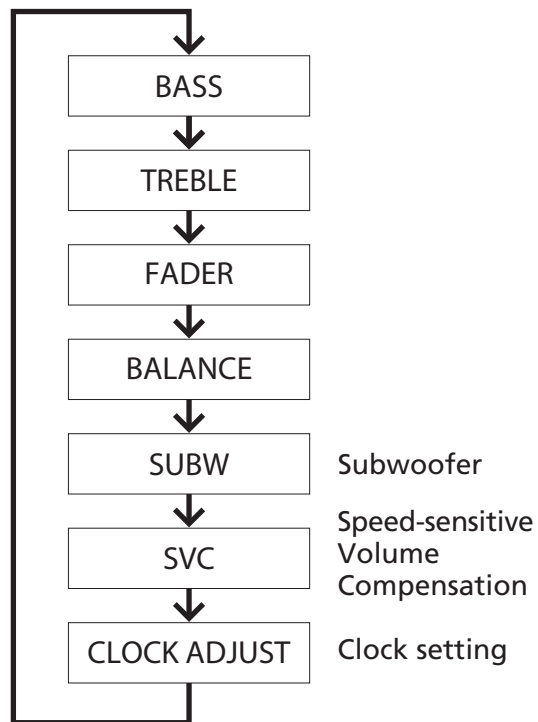 BASS
TREBLE
FADER
BALANCE
SUBW
Subwoofer
SVC
Speed-sensitive
Volume
Compensation
CLOCK ADJUST
Clock setting